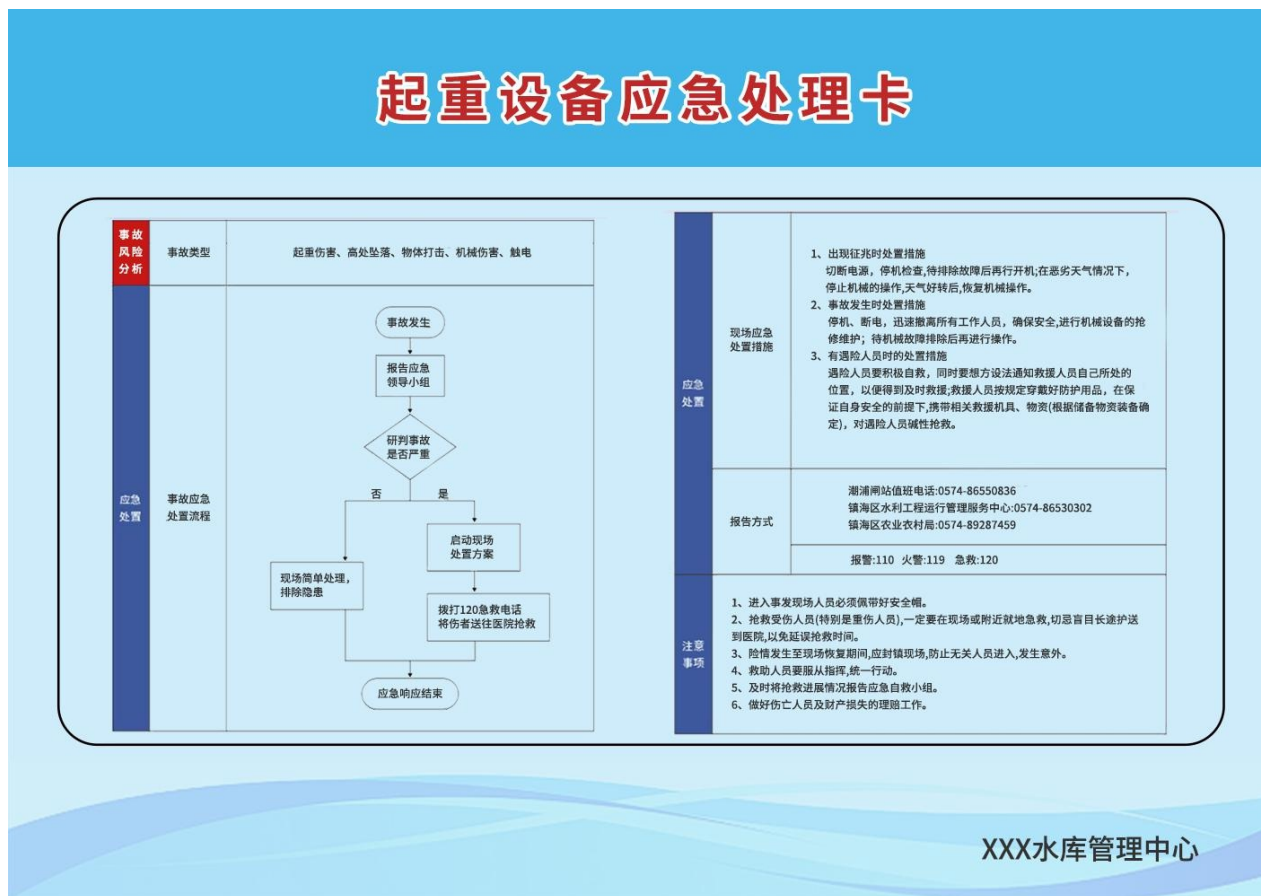 起重设备应急处理卡
事故
风险
分析
事故类型
起重伤害、高处坠落、物体打击、机械伤害、触电
应急
处置
事故应急
处置流程
事故发生
报告应急
领导小组
研判事故
是否严重
否
是
启动现场
处置方案
现场简单处理，
排除隐患
拨打120急救电话
将伤者送往医院抢救
应急响应结束
应急
处置
现场应急
处置措施
1、出现征兆时处置措施
切断电源，停机检查,待排除故障后再行开机;在恶劣天气情况下，
停止机械的操作,天气好转后,恢复机械操作。
2、事故发生时处置措施
停机、断电，迅速撤离所有工作人员，确保安全,进行机械设备的抢
修维护；待机械故障排除后再进行操作。
3、有遇险人员时的处置措施
遇险人员要积极自救，同时要想方设法通知救援人员自己所处的
位置，以便得到及时救援;救援人员按规定穿戴好防护用品，在保
证自身安全的前提下,携带相关救援机具、物资(根据储备物资装备确
定)，对遇险人员碱性抢救。
报告方式
潮浦闸站值班电话:0574-86550836
镇海区水利工程运行管理服务中心:0574-86530302
镇海区农业衣村局:0574-89287459
报警:110 火警:119 急救:120
注意
事项
1、进入事发现场人员必须佩带好安全帽。
2、抢救受伤人员(特别是重伤人员),一定要在现场或附近就地急救,切忌盲目长途护送
到医院,以免延误抢救时间。
3、险情发生至现场恢复期间,应封镇现场,防止无关人员进入,发生意外。
4、救助人员要服从指挥,统一行动。
5、及时将抢救进展情况报告应急自救小组。
6、做好伤亡人员及财产损失的理赔工作。
XXX水库管理中心